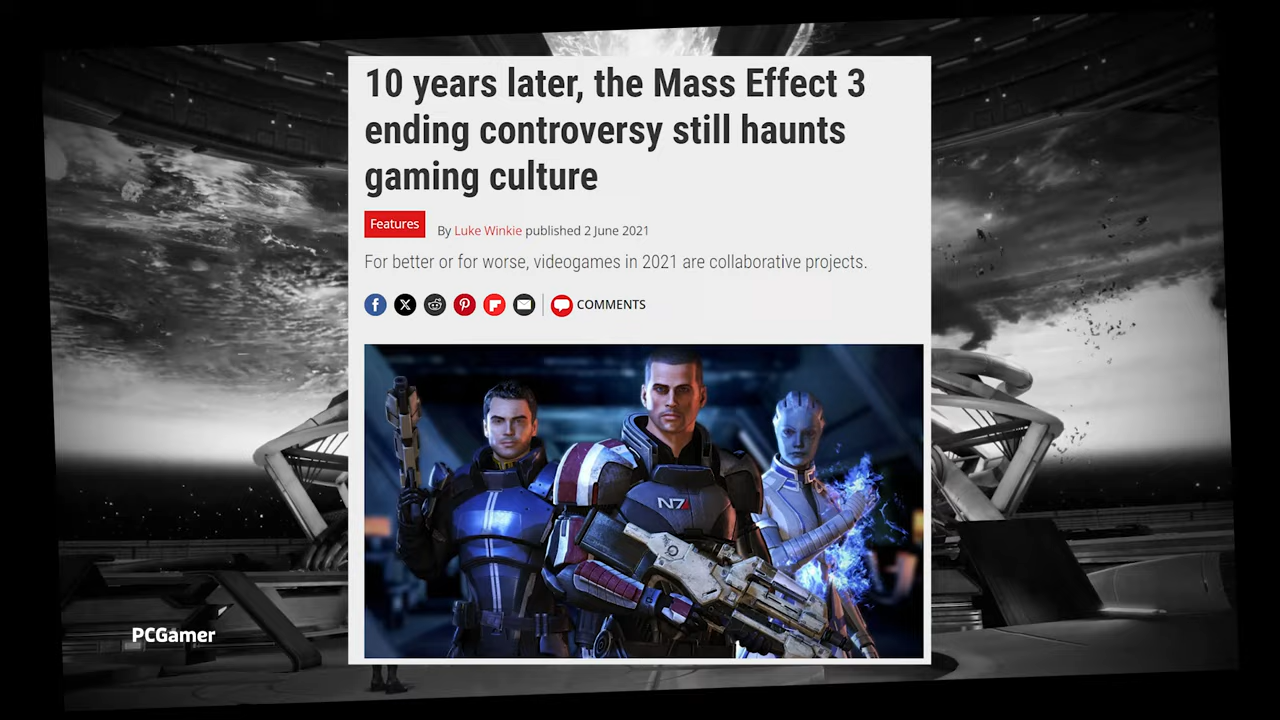 10 years later, the Mass Effect 3
ending controversy still haunts
gaming culture
Features
By Luke Winkie published 2 June 2021
For better or for worse, videogames in 2021 are collaborative projects.
COMMENTS
N7
PCGamer